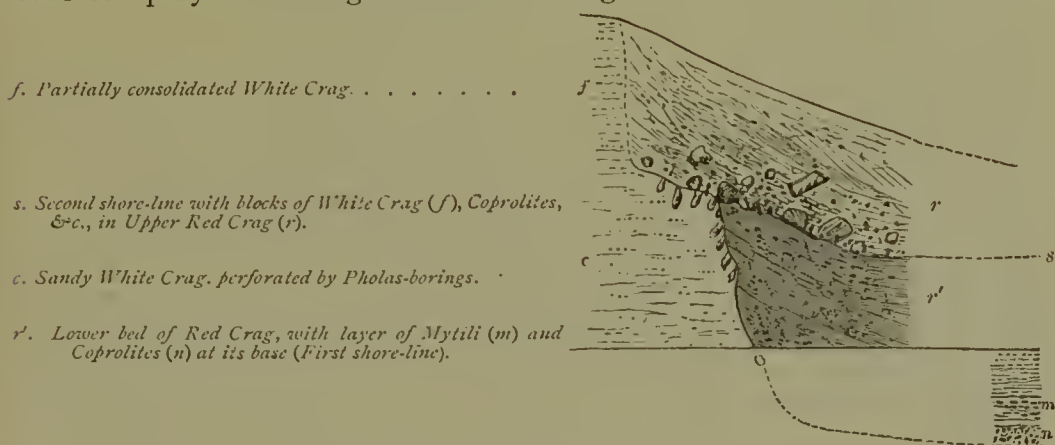 f. Partially consolidated White Crag. . . . . . . . .
f
s. Second shore-line with blocks of White Crag (f), Coprolites,
&c., in Upper Red Crag (r).
r
s
c. Sandy White Crag. perforated by Pholas-borings.
c
r'
r'. Lower bed of Red Crag, with layer of Mytili (m) and
Coprolites (n) at its base (First shore-line).
m
n